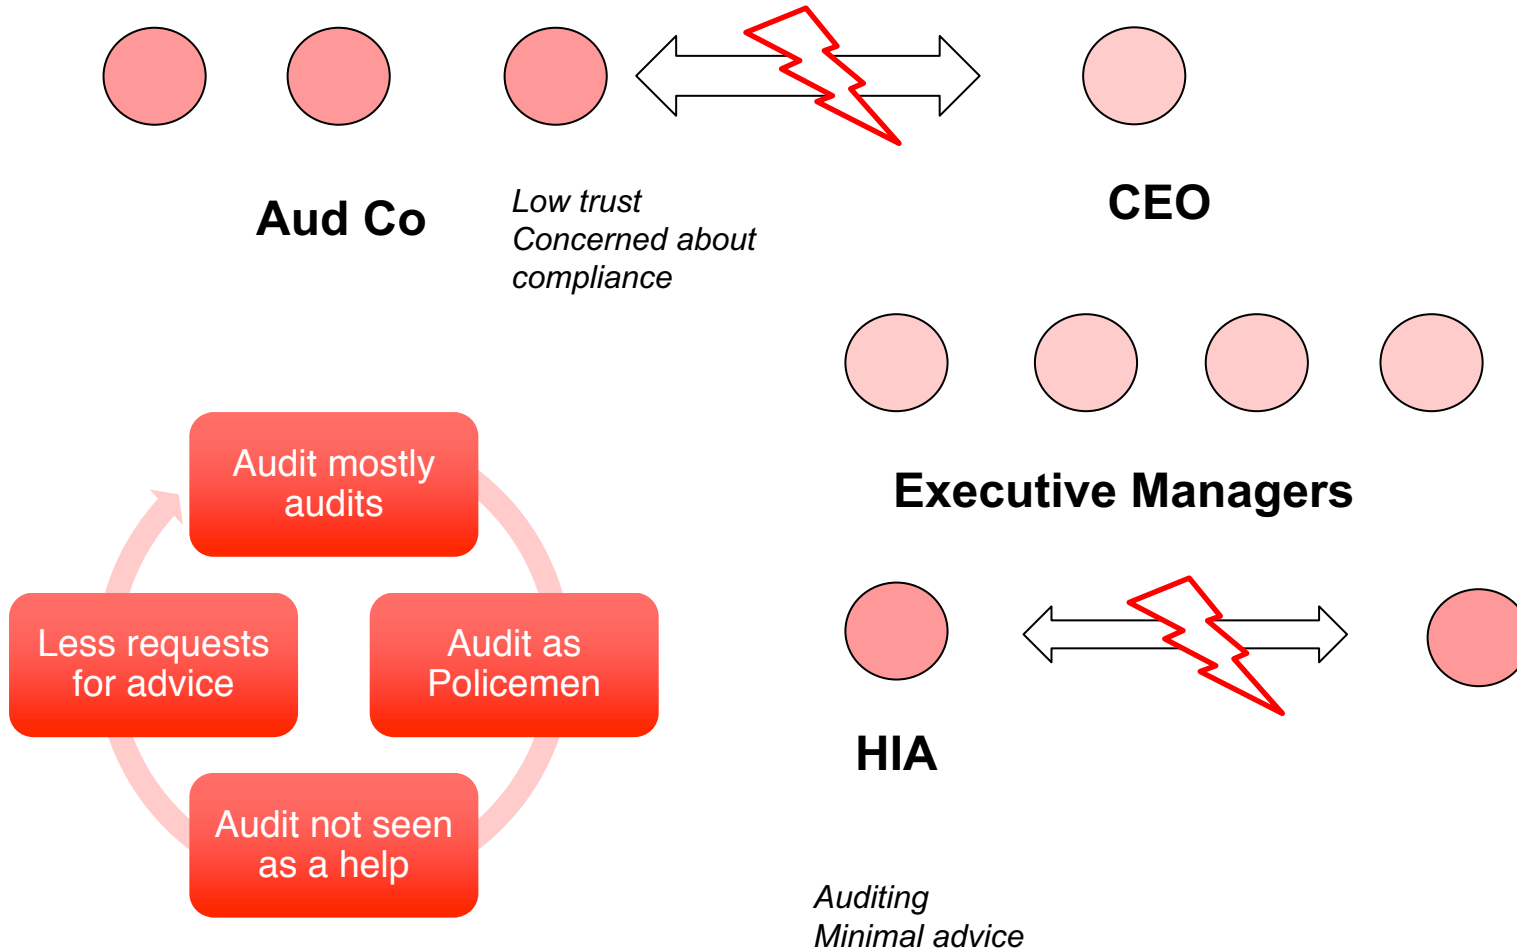 Aud Co
Low trust
Concerned about
compliance
CEO
Executive Managers
Audit mostly
audits
Less requests
for advice
Audit as
Policemen
Audit not seen
as a help
HIA
Auditing
Minimal advice